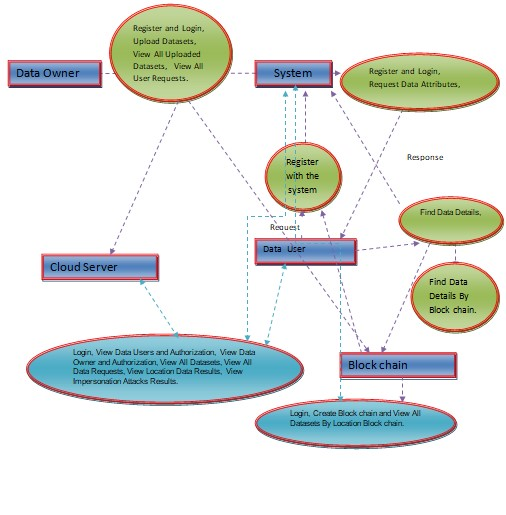 Register and Login,
Upload Datasets,
View All Uploaded
Datasets,   View All
User Requests.
Data Owner
System
Register and Login,
Request Data Attributes,
Response
Register
with the
system
Find Data Details,
Request
Data  User
Cloud Server
Find Data
Details By
Block chain.
Login, View Data Users and Authorization,  View Data
Owner and Authorization, View All Datasets, View All
Data Requests, View Location Data Results,  View
Impersonation Attacks Results.
Block chain
Login, Create Block chain and View All
Datasets By Location Block chain.